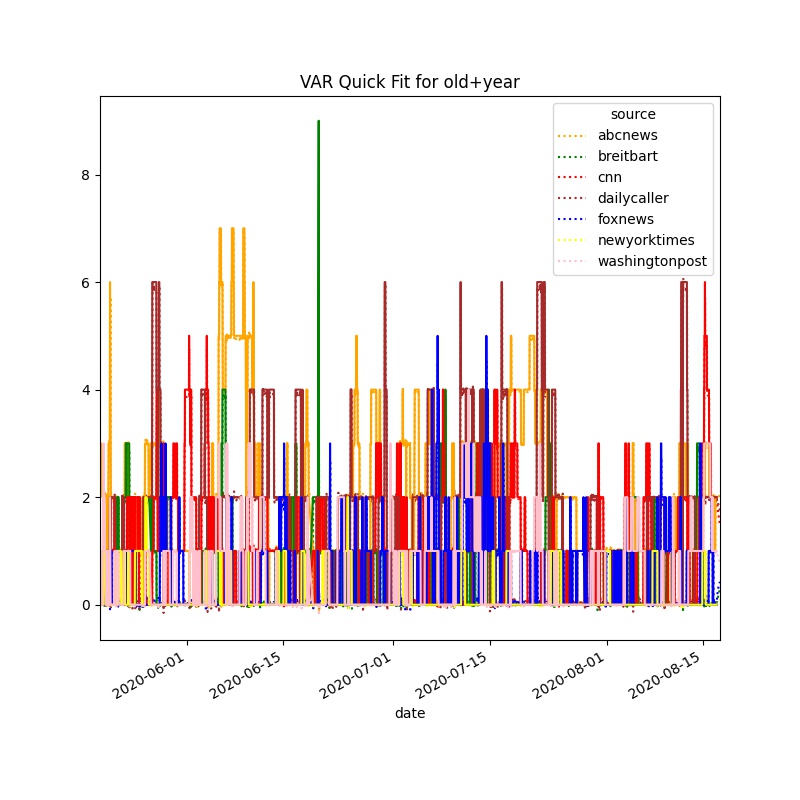 VAR Quick Fit for old+year
source
abcnews
breitbart
cnn
dailycaller
foxnews
newyorktimes
washingtonpost
8
6
4
2
0
2020-06-01
2020-06-15
2020-07-01
2020-07-15
2020-08-01
2020-08-15
date